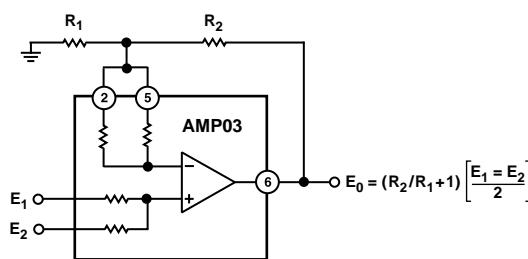 R1 R2
2 5
AMP03
−
6
E0 = (R2/R1+1) [E1 = E2 / 2]
E1
+
E2